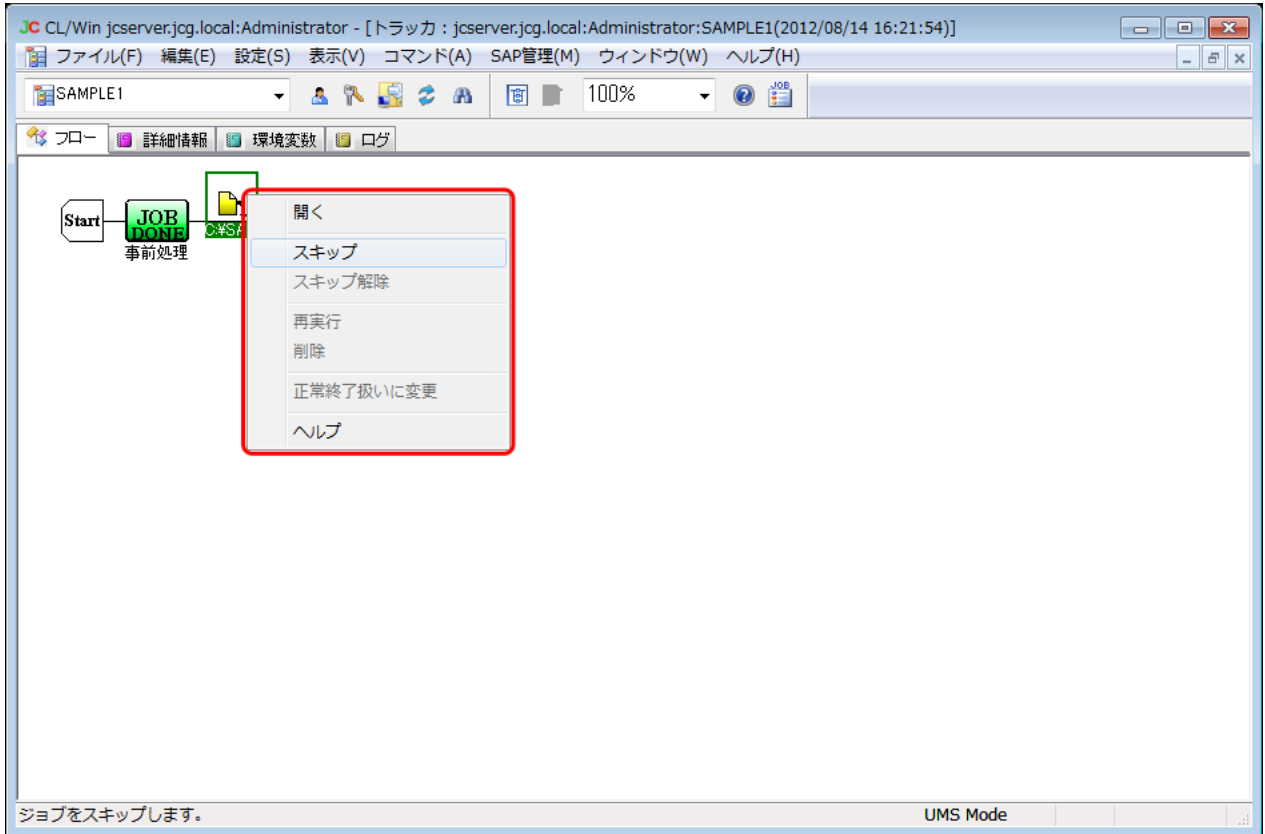 JC CL/Win jcserver.jcg.local:Administrator - [トラッカ : jcserver.jcg.local:Administrator:SAMPLE1(2012/08/14 16:21:54)]
ファイル(F) 編集(E) 設定(S) 表示(V) コマンド(A) SAP管理(M) ウィンドウ(W) ヘルプ(H)
SAMPLE1 100% JOB
フロー 詳細情報 環境変数 ログ
Start JOB DONE
事前処理
開く
スキップ
スキップ解除
再実行
削除
正常終了扱いに変更
ヘルプ
ジョブをスキップします。 UMS Mode